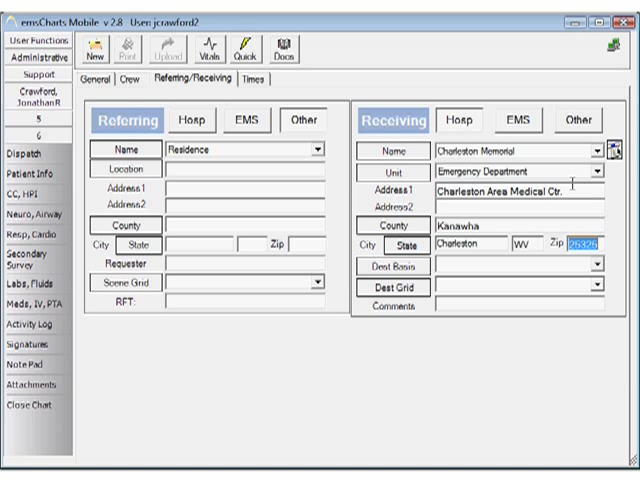 emsCharts Mobile v 2.8 User: jcrawford2
User Functions
Administrative
Support
Crawford,
Jonathan R
5
6
Dispatch
Patient Info
CC, HPI
Neuro, Airway
Resp, Cardio
Secondary
Survey
Labs, Fluids
Meds, IV, PTA
Activity Log
Signatures
Note Pad
Attachments
Close Chart
New Print Upload Vitals Quick Docs
General Crew Referring/Receiving Times
Referring Hosp EMS Other
Name Residence
Location
Address1
Address2
County
City State Zip
Requester
Scene Grid
RFT:
Receiving Hosp EMS Other
Name Charleston Memorial
Unit Emergency Department
Address1 Charleston Area Medical Ctr.
Address2
County Kanawha
City State Charleston WV Zip 25325
Dest Basin
Dest Grid
Comments